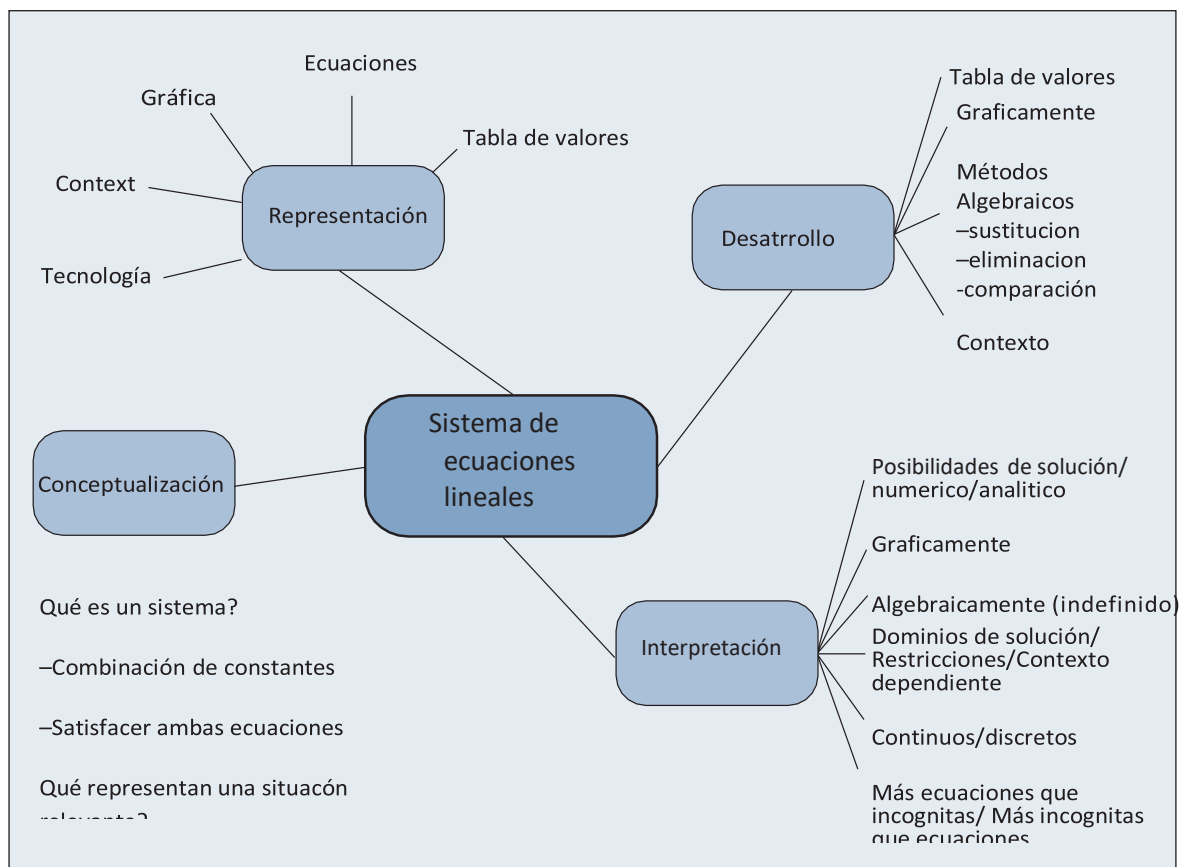 Ecuaciones
Gráfica
Tabla de valores
Context
Representación
Tecnología
Tabla de valores
Graficamente
Métodos
Algebraicos
–sustitucion
–eliminacion
-comparación
Contexto
Desatrrollo
Sistema de
ecuaciones
lineales
Conceptualización
Qué es un sistema?
–Combinación de constantes
–Satisfacer ambas ecuaciones
Qué representan una situacón
relevante?
Interpretación
Posibilidades de solución/
numerico/analitico
Graficamente
Algebraicamente (indefinido)
Dominios de solución/
Restricciones/Contexto
dependiente
Continuos/discretos
Más ecuaciones que
incognitas/ Más incognitas
que ecuaciones